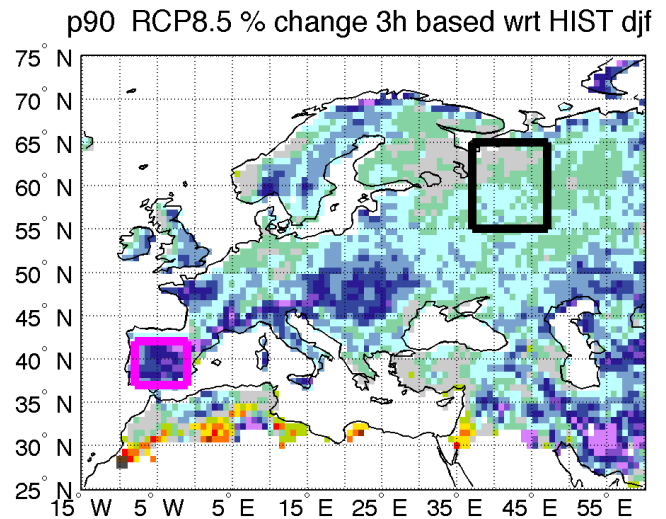 p90 RCP8.5 % change 3h based wrt HIST djf
75° N
70° N
65° N
60° N
55° N
50° N
45° N
40° N
35° N
30° N
25° N
15° W 5° W 5° E 15° E 25° E 35° E 45° E 55° E